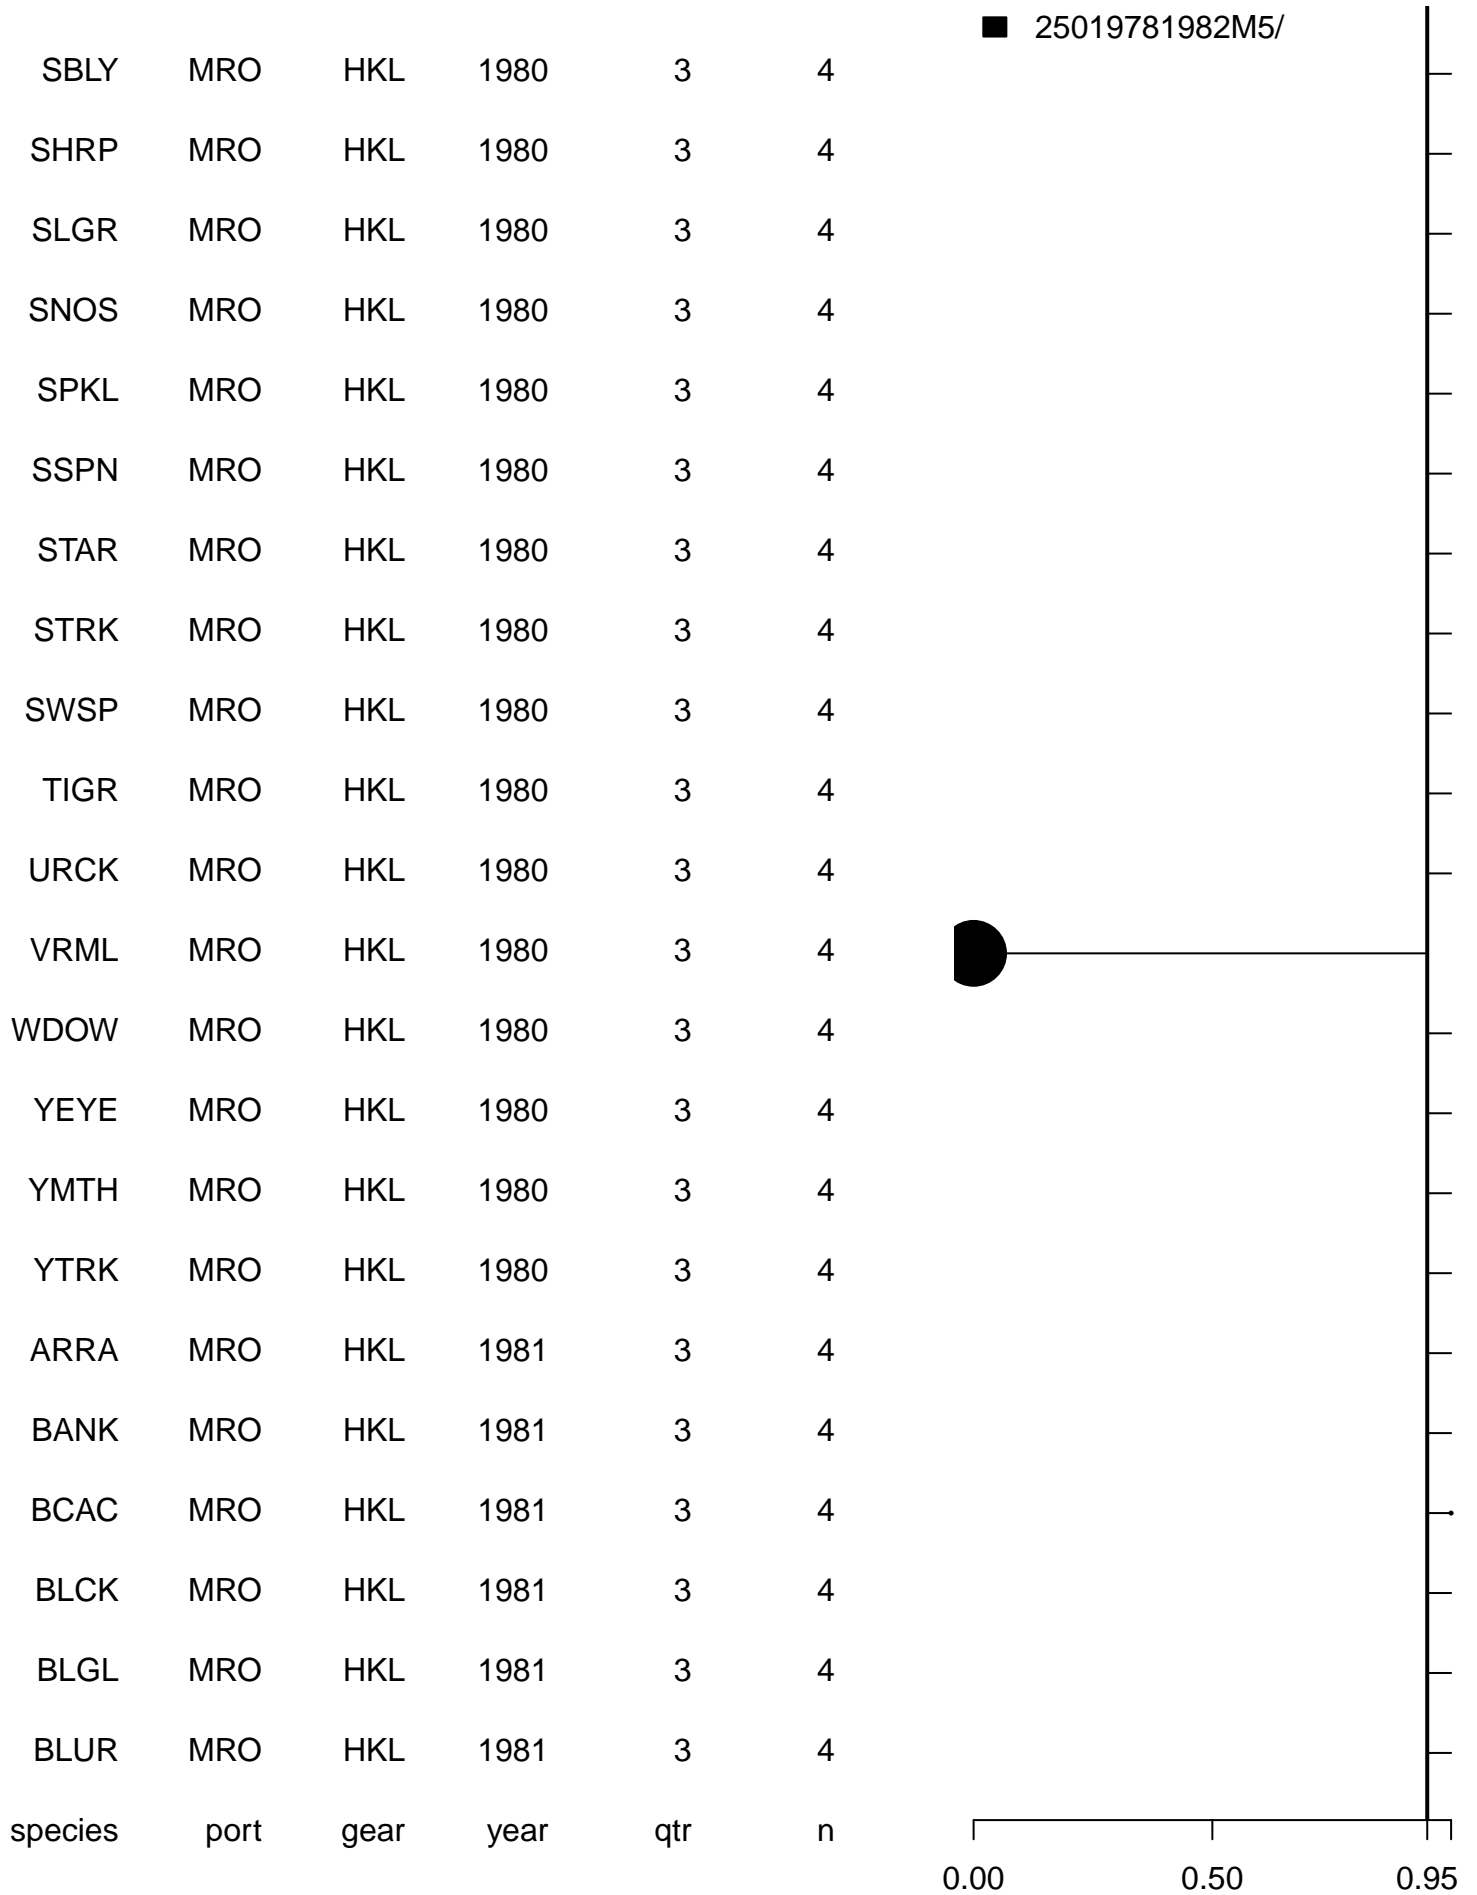 25019781982M5/
SBLY MRO HKL 1980 3 4
SHRP MRO HKL 1980 3 4
SLGR MRO HKL 1980 3 4
SNOS MRO HKL 1980 3 4
SPKL MRO HKL 1980 3 4
SSPN MRO HKL 1980 3 4
STAR MRO HKL 1980 3 4
STRK MRO HKL 1980 3 4
SWSP MRO HKL 1980 3 4
TIGR MRO HKL 1980 3 4
URCK MRO HKL 1980 3 4
VRML MRO HKL 1980 3 4
WDOW MRO HKL 1980 3 4
YEYE MRO HKL 1980 3 4
YMTH MRO HKL 1980 3 4
YTRK MRO HKL 1980 3 4
ARRA MRO HKL 1981 3 4
BANK MRO HKL 1981 3 4
BCAC MRO HKL 1981 3 4
BLCK MRO HKL 1981 3 4
BLGL MRO HKL 1981 3 4
BLUR MRO HKL 1981 3 4
species port gear year qtr n
0.00 0.50 0.95